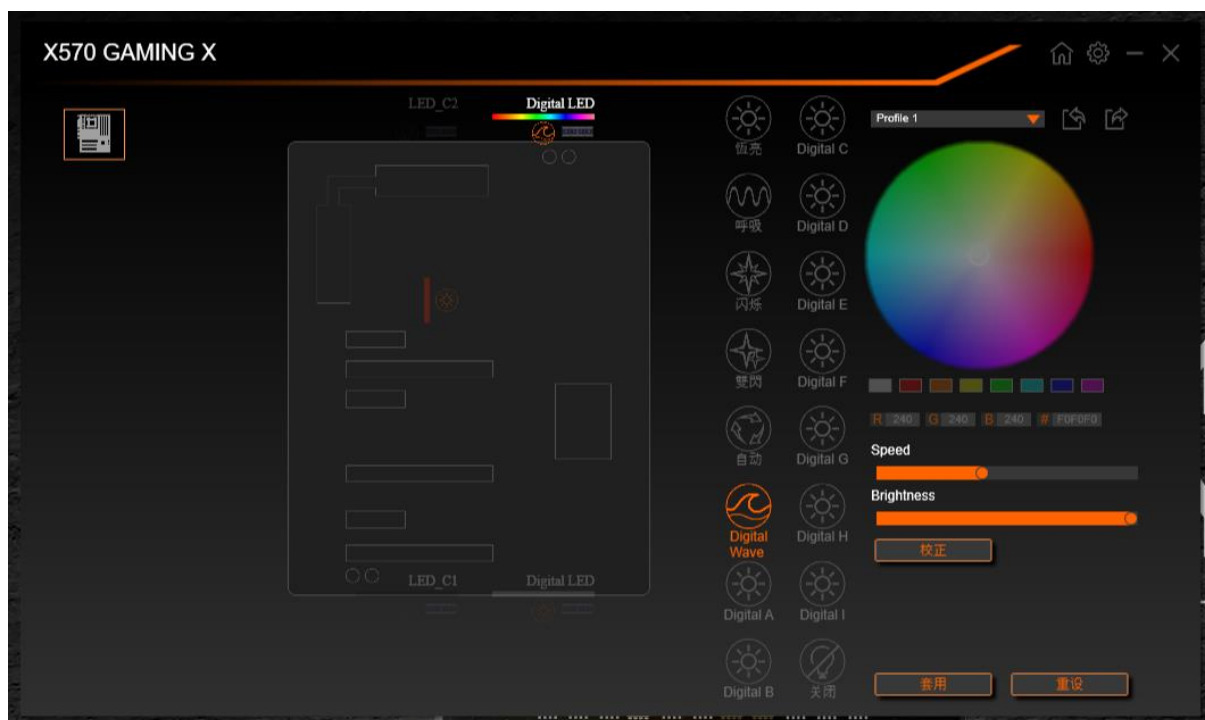 X570 GAMING X
LED_C2
Digital LED
LED_C1
Digital LED
恆亮
Digital C
呼吸
Digital D
闪烁
Digital E
雙閃
Digital F
自动
Digital G
Digital
Wave
Digital H
Digital A
Digital I
Digital B
关闭
Profile 1
R 240 G 240 B 240 # F0F0F0
Speed
Brightness
校正
套用
重设